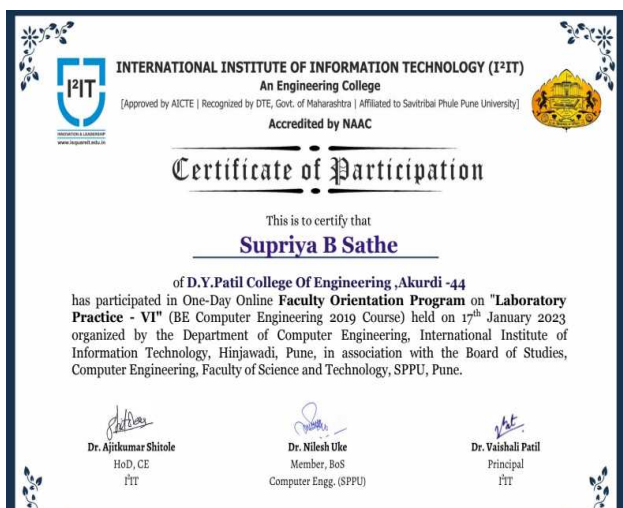 INTERNATIONAL INSTITUTE OF INFORMATION TECHNOLOGY (I²IT)
An Engineering College
[Approved by AICTE | Recognized by DTE, Govt. of Maharashtra | Affiliated to Savitribai Phule Pune University]
Accredited by NAAC
I²IT
INNOVATION & LEADERSHIP
www.isquareit.edu.in
Certificate of Participation
This is to certify that
Supriya B Sathe
of D.Y.Patil College Of Engineering ,Akurdi -44
has participated in One-Day Online Faculty Orientation Program on "Laboratory
Practice - VI" (BE Computer Engineering 2019 Course) held on 17th January 2023
organized by the Department of Computer Engineering, International Institute of
Information Technology, Hinjawadi, Pune, in association with the Board of Studies,
Computer Engineering, Faculty of Science and Technology, SPPU, Pune.
Dr. Ajitkumar Shitole
HoD, CE
I²IT
Dr. Nilesh Uke
Member, BoS
Computer Engg. (SPPU)
Dr. Vaishali Patil
Principal
I²IT